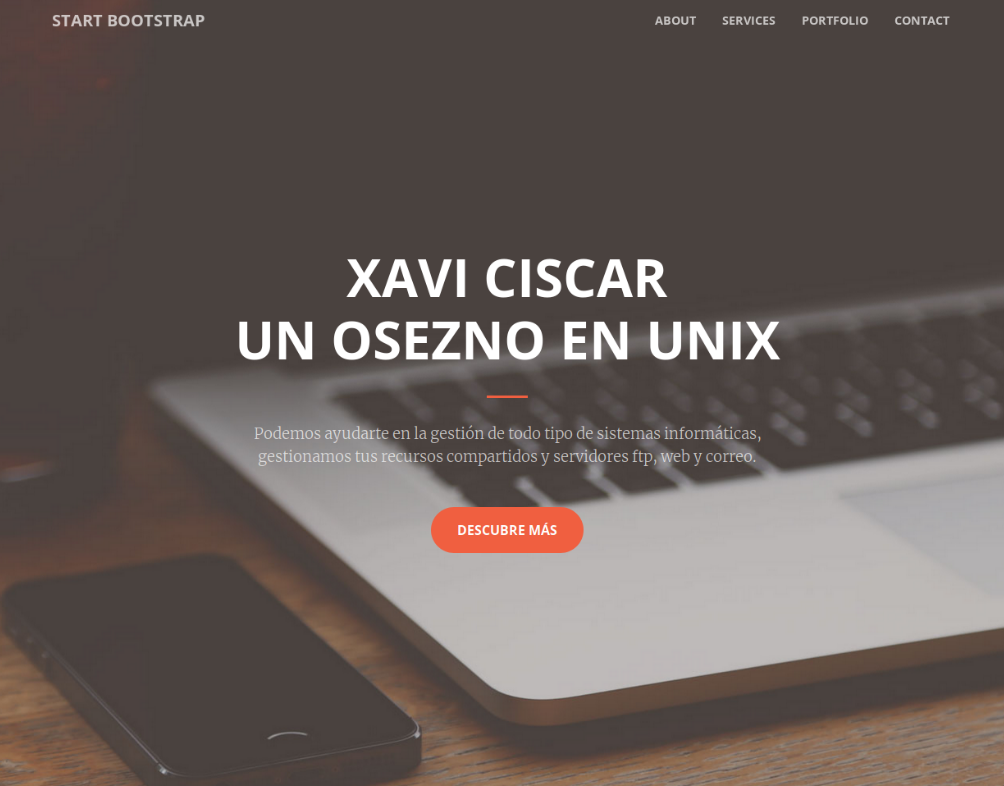 START BOOTSTRAP
ABOUT SERVICES PORTFOLIO CONTACT
XAVI CISCAR
UN OSEZNO EN UNIX
Podemos ayudarte en la gestión de todo tipo de sistemas informáticas,
gestionamos tus recursos compartidos y servidores ftp, web y correo.
DESCUBRE MÁS